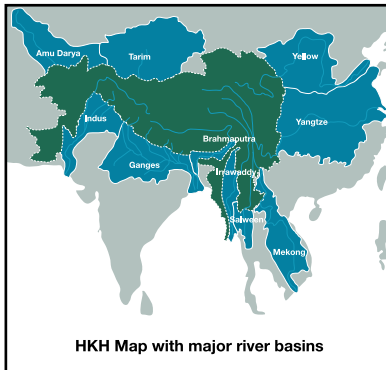 Amu Darya
Tarim
Yellow
Indus
Yangtze
Brahmaputra
Ganges
Irrawaddy
Salween
Mekong
HKH Map with major river basins